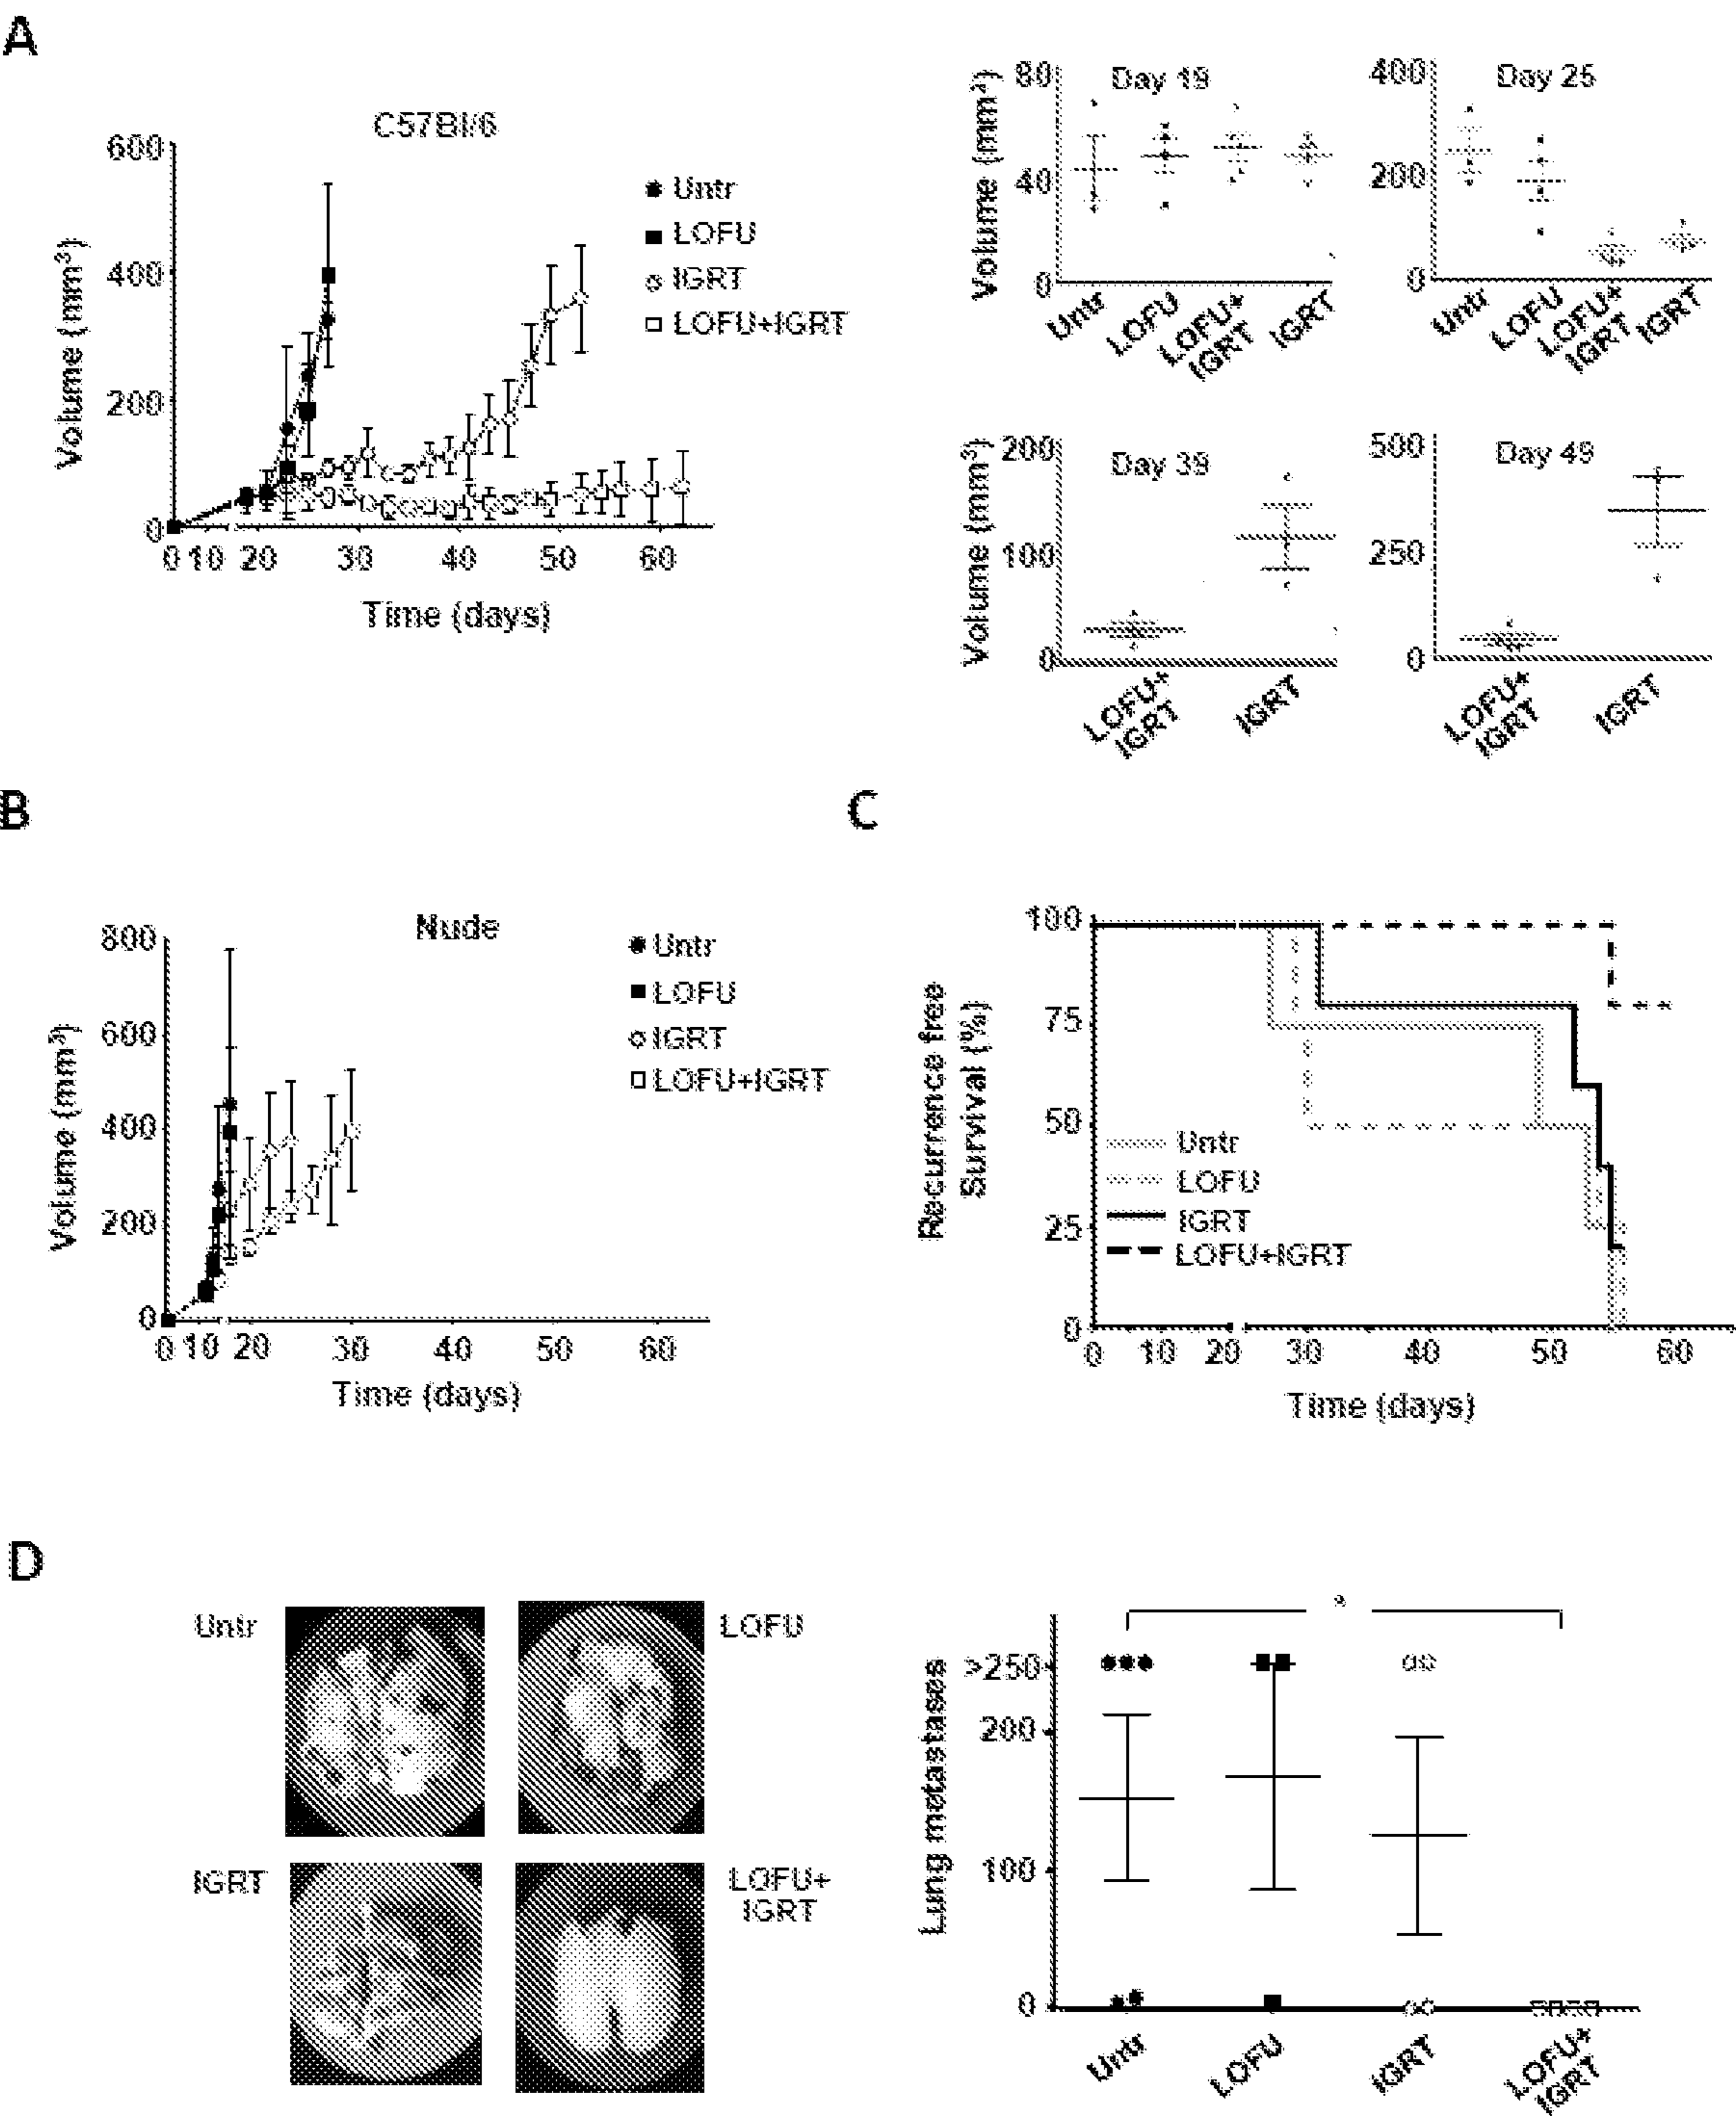 A
C57Bl/6
600
400
200
0
Volume (mm³)
0 10 20 30 40 50 60
Time (days)
Untr
LOFU
IGRT
LOFU+IGRT
Day 19
80
40
0
Volume (mm³)
Untr
LOFU
LOFU+
IGRT
IGRT
Day 25
400
200
0
Untr
LOFU
LOFU+
IGRT
IGRT
Day 39
200
100
0
Volume (mm³)
LOFU+
IGRT
IGRT
Day 49
500
250
0
LOFU+
IGRT
IGRT
B
Nude
800
600
400
200
0
Volume (mm³)
0 10 20 30 40 50 60
Time (days)
Untr
LOFU
IGRT
LOFU+IGRT
C
100
75
50
25
0
Recurrence free
Survival (%)
Untr
LOFU
IGRT
LOFU+IGRT
0 10 20 30 40 50 60
Time (days)
D
Untr
LOFU
IGRT
LOFU+
IGRT
*
>250
200
100
0
Lung metastases
Untr
LOFU
IGRT
LOFU+
IGRT